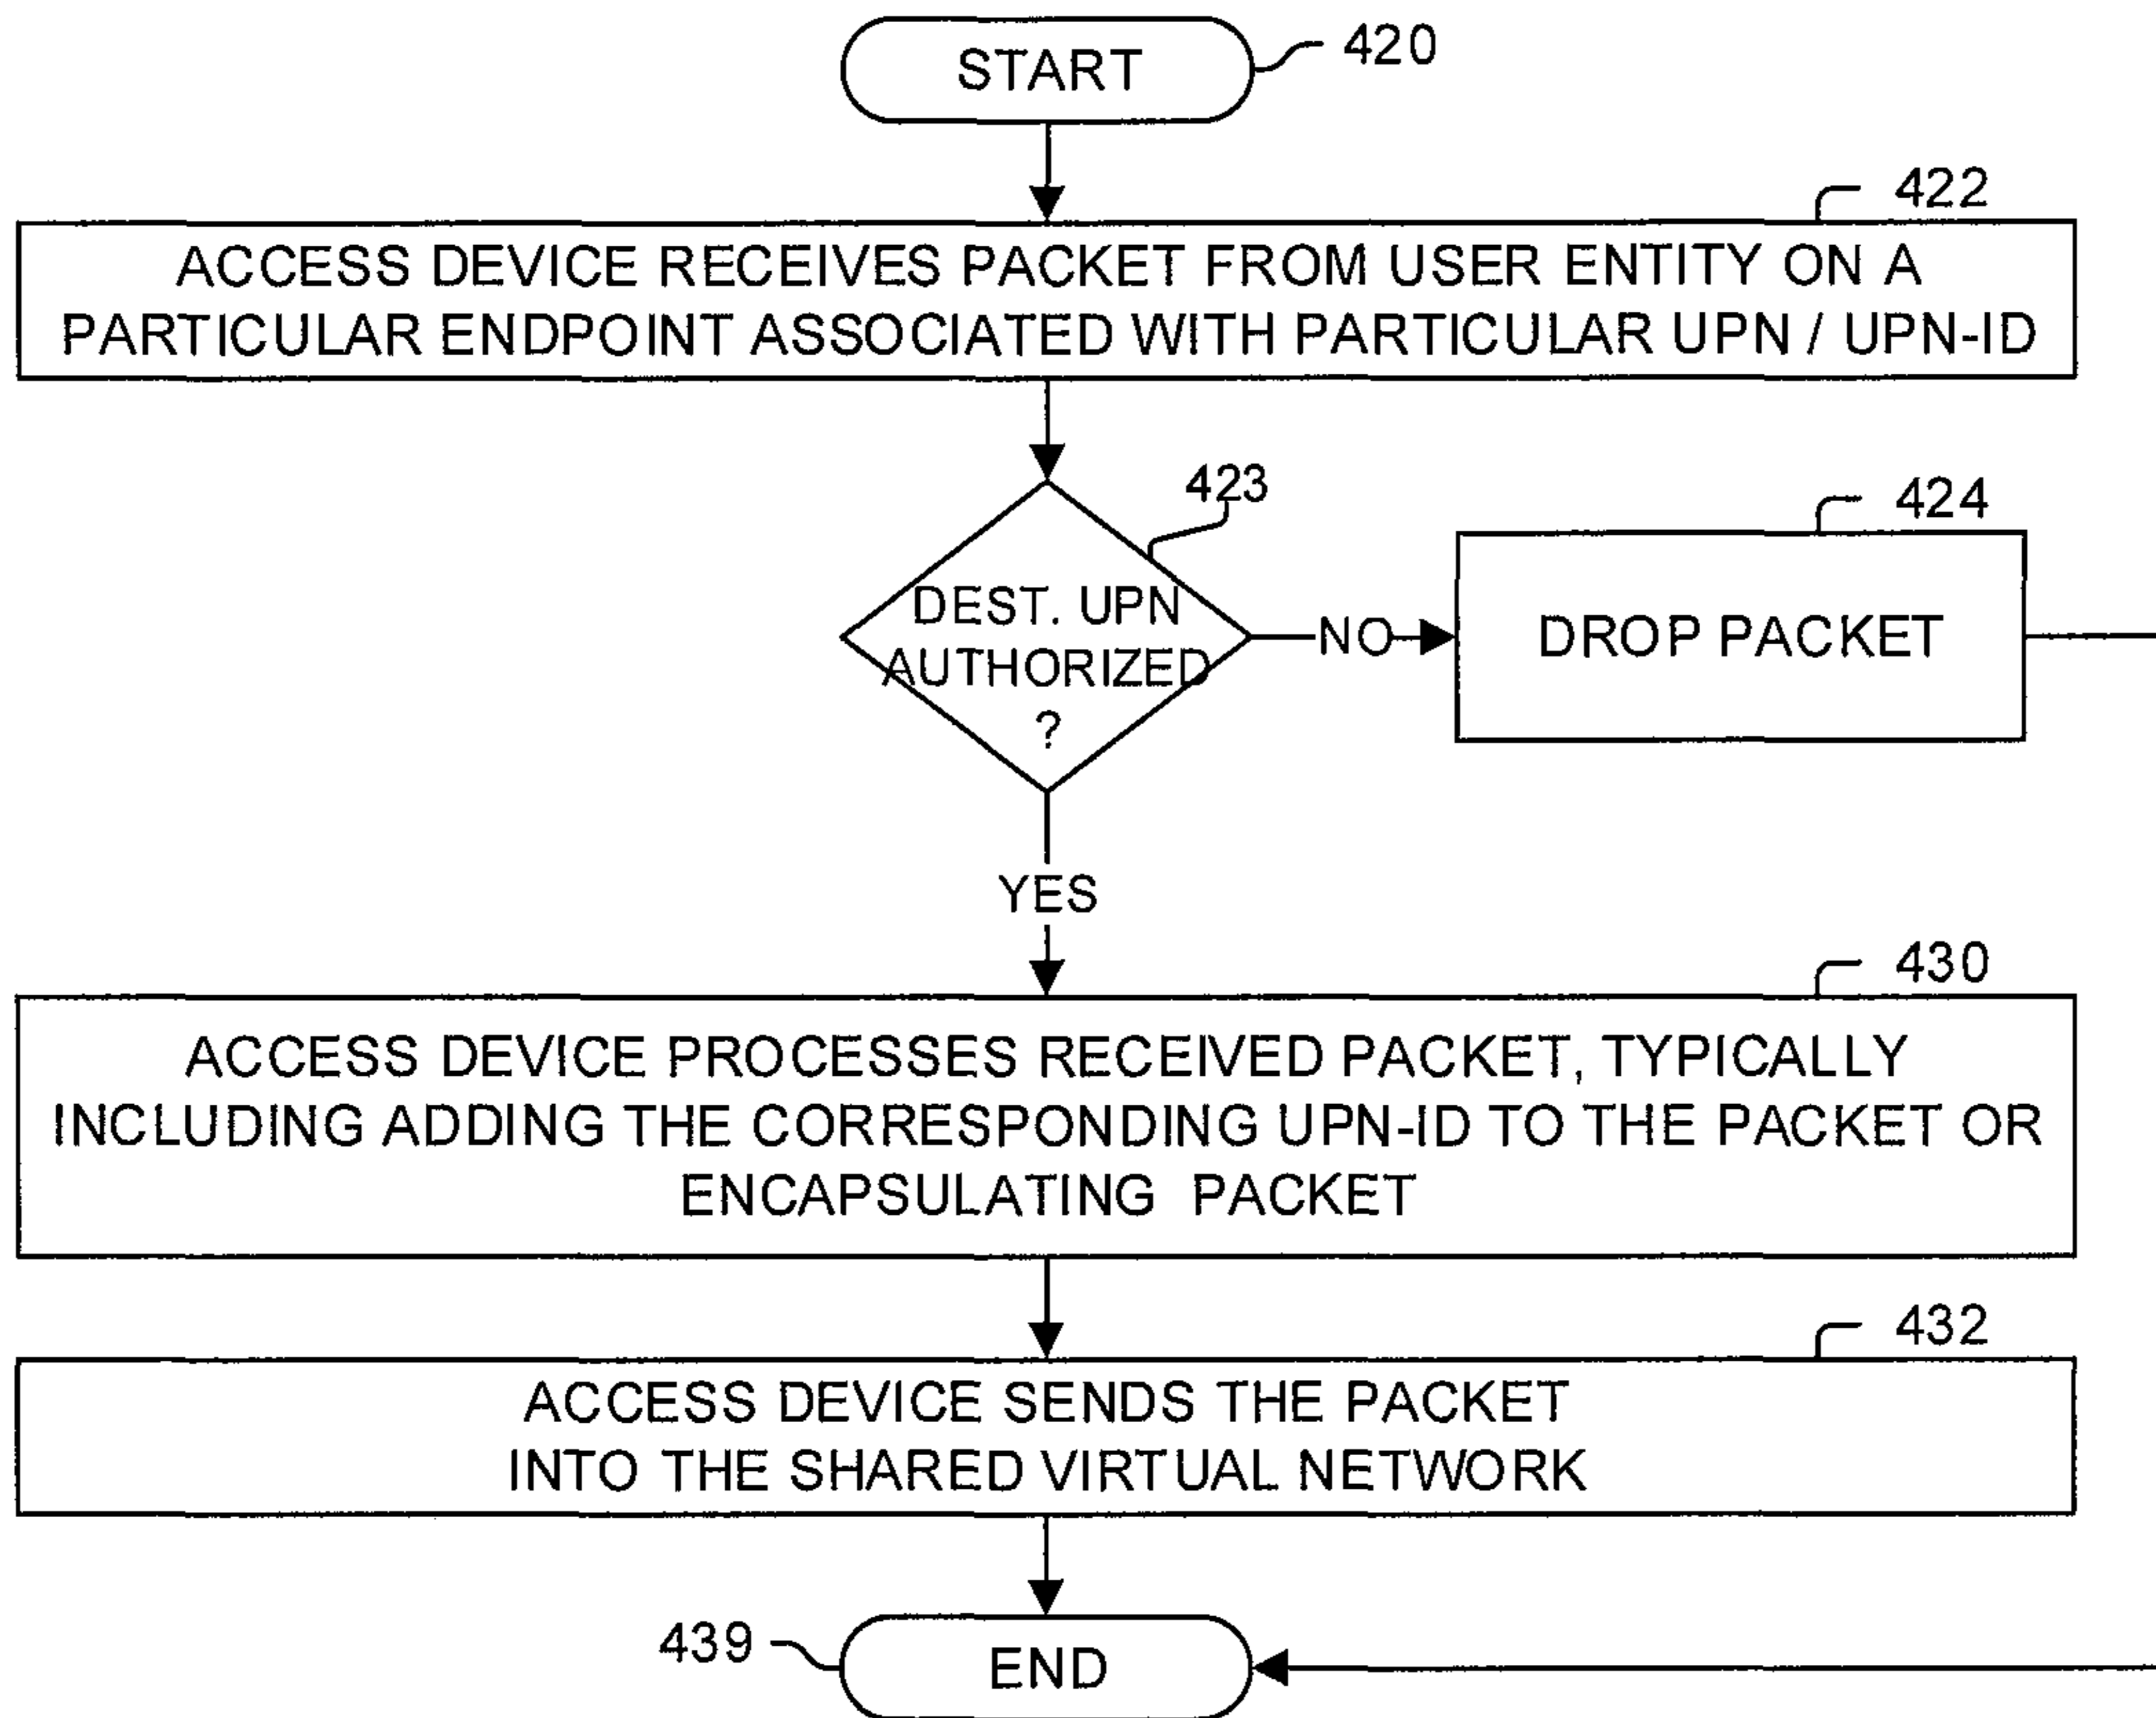 START
420
422
ACCESS DEVICE RECEIVES PACKET FROM USER ENTITY ON A
PARTICULAR ENDPOINT ASSOCIATED WITH PARTICULAR UPN / UPN-ID
423
424
DEST. UPN
AUTHORIZED
?
NO
DROP PACKET
YES
430
ACCESS DEVICE PROCESSES RECEIVED PACKET, TYPICALLY
INCLUDING ADDING THE CORRESPONDING UPN-ID TO THE PACKET OR
ENCAPSULATING PACKET
432
ACCESS DEVICE SENDS THE PACKET
INTO THE SHARED VIRTUAL NETWORK
439
END